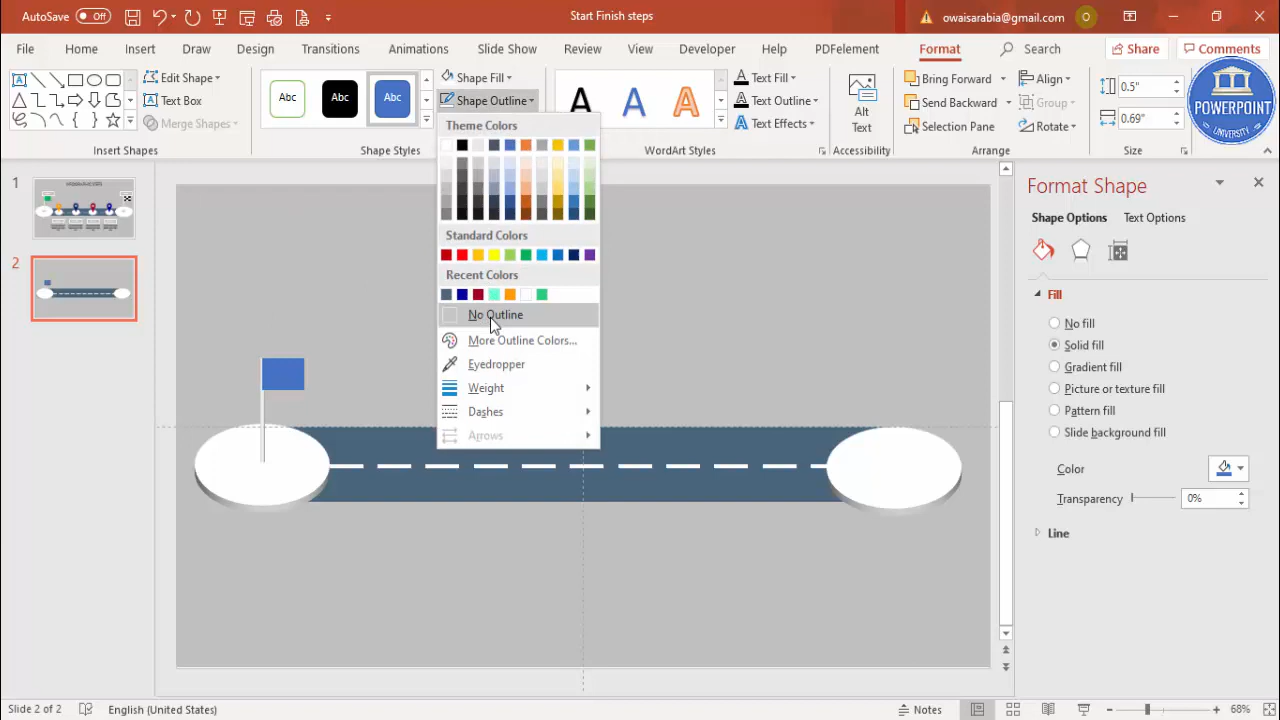 AutoSave Off Start Finish steps owaisarabia@gmail.com O
File Home Insert Draw Design Transitions Animations Slide Show Review View Developer Help PDFelement Format Search Share Comments
Edit Shape
Text Box
Merge Shapes
Insert Shapes
Abc Abc Abc
Shape Fill
Shape Outline
Shape Styles
A A A
Text Fill
Text Outline
Text Effects
WordArt Styles
Alt
Text
Accessibility
Bring Forward
Send Backward
Selection Pane
Align
Group
Rotate
Arrange
0.5"
0.69"
Size
POWERPOINT
UNIVERSITY
Theme Colors
Standard Colors
Recent Colors
No Outline
More Outline Colors...
Eyedropper
Weight
Dashes
Arrows
1
2
Format Shape
Shape Options Text Options
Fill
No fill
Solid fill
Gradient fill
Picture or texture fill
Pattern fill
Slide background fill
Color
Transparency 0%
Line
Slide 2 of 2 English (United States) Notes 68%